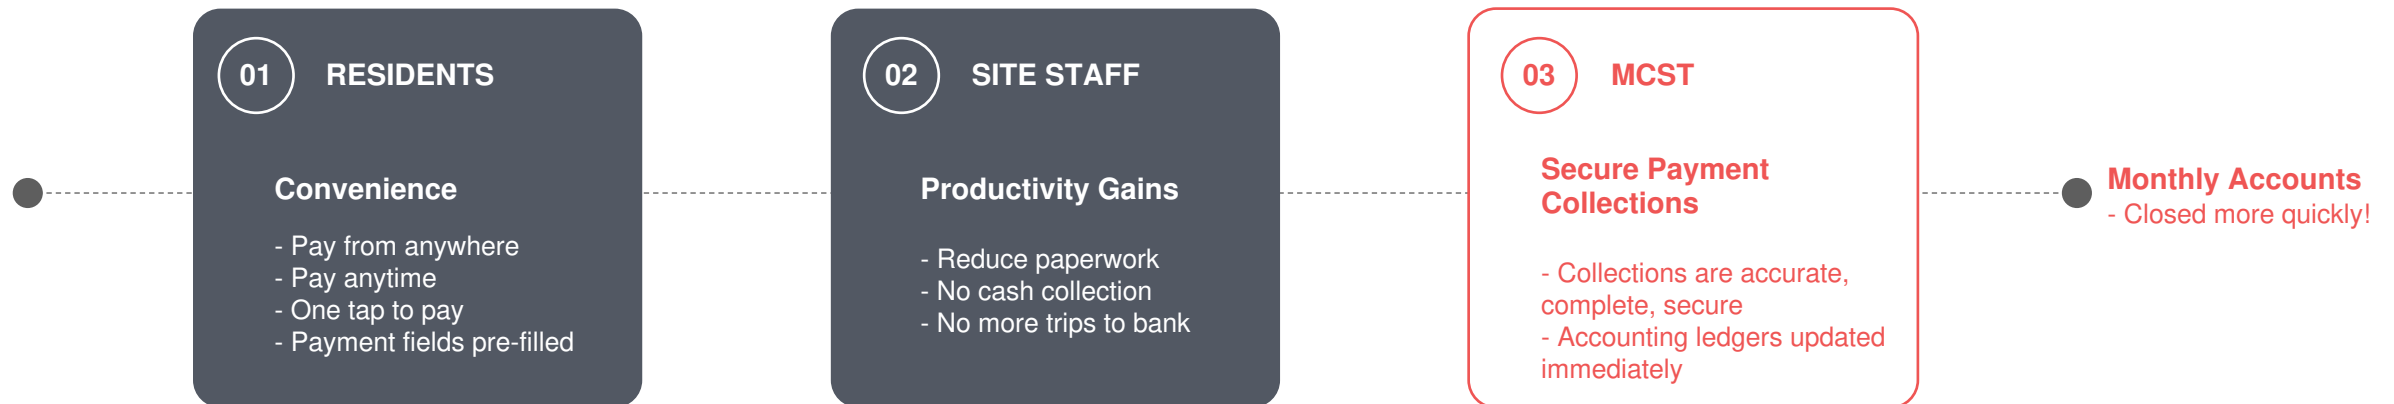 01 RESIDENTS
Convenience
- Pay from anywhere
- Pay anytime
- One tap to pay
- Payment fields pre-filled
02 SITE STAFF
Productivity Gains
- Reduce paperwork
- No cash collection
- No more trips to bank
03 MCST
Secure Payment
Collections
- Collections are accurate,
complete, secure
- Accounting ledgers updated
immediately
Monthly Accounts
- Closed more quickly!